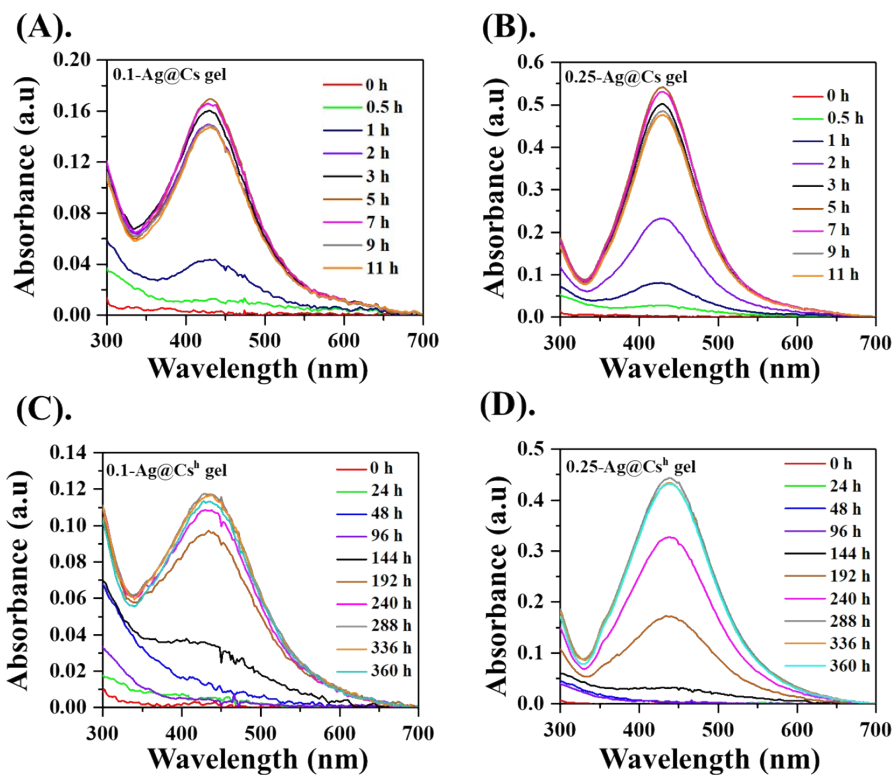 (A).
0.1-Ag@Cs gel
0 h
0.5 h
1 h
2 h
3 h
5 h
7 h
9 h
11 h
0.20
0.16
0.12
0.08
0.04
0.00
300 400 500 600 700
Absorbance (a.u)
Wavelength (nm)
(B).
0.25-Ag@Cs gel
0 h
0.5 h
1 h
2 h
3 h
5 h
7 h
9 h
11 h
0.6
0.5
0.4
0.3
0.2
0.1
0.0
300 400 500 600 700
Absorbance (a.u)
Wavelength (nm)
(C).
0.1-Ag@Csʰ gel
0 h
24 h
48 h
96 h
144 h
192 h
240 h
288 h
336 h
360 h
0.14
0.12
0.10
0.08
0.06
0.04
0.02
0.00
300 400 500 600 700
Absorbance (a.u)
Wavelength (nm)
(D).
0.25-Ag@Csʰ gel
0 h
24 h
48 h
96 h
144 h
192 h
240 h
288 h
336 h
360 h
0.5
0.4
0.3
0.2
0.1
0.0
300 400 500 600 700
Absorbance (a.u)
Wavelength (nm)